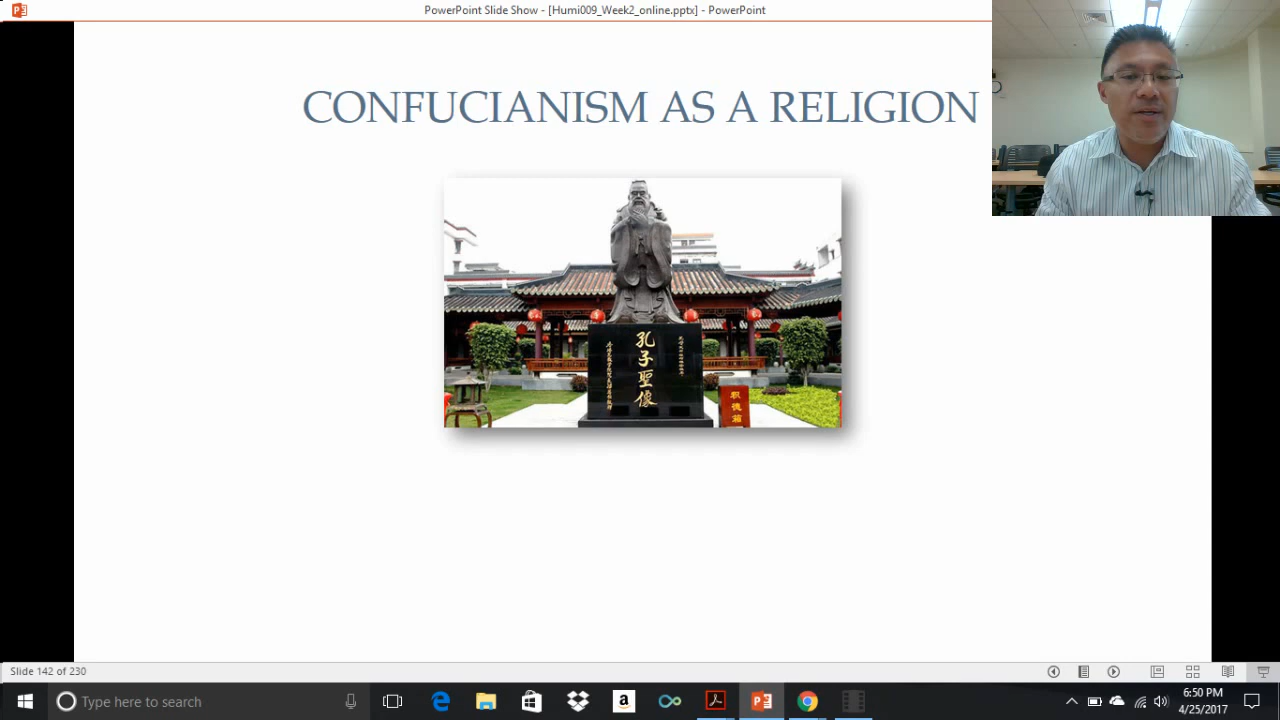 PowerPoint Slide Show - [Humi009_Week2_online.pptx] - PowerPoint
CONFUCIANISM AS A RELIGION
孔子聖像
Slide 142 of 230
Type here to search
6:50 PM
4/25/2017